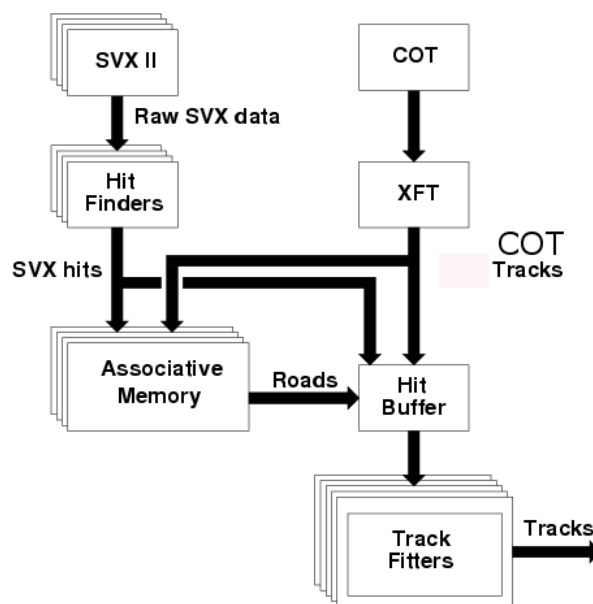 SVX II
COT
Raw SVX data
Hit
Finders
XFT
SVX hits
COT
Tracks
Associative
Memory
Roads
Hit
Buffer
Track
Fitters
Tracks